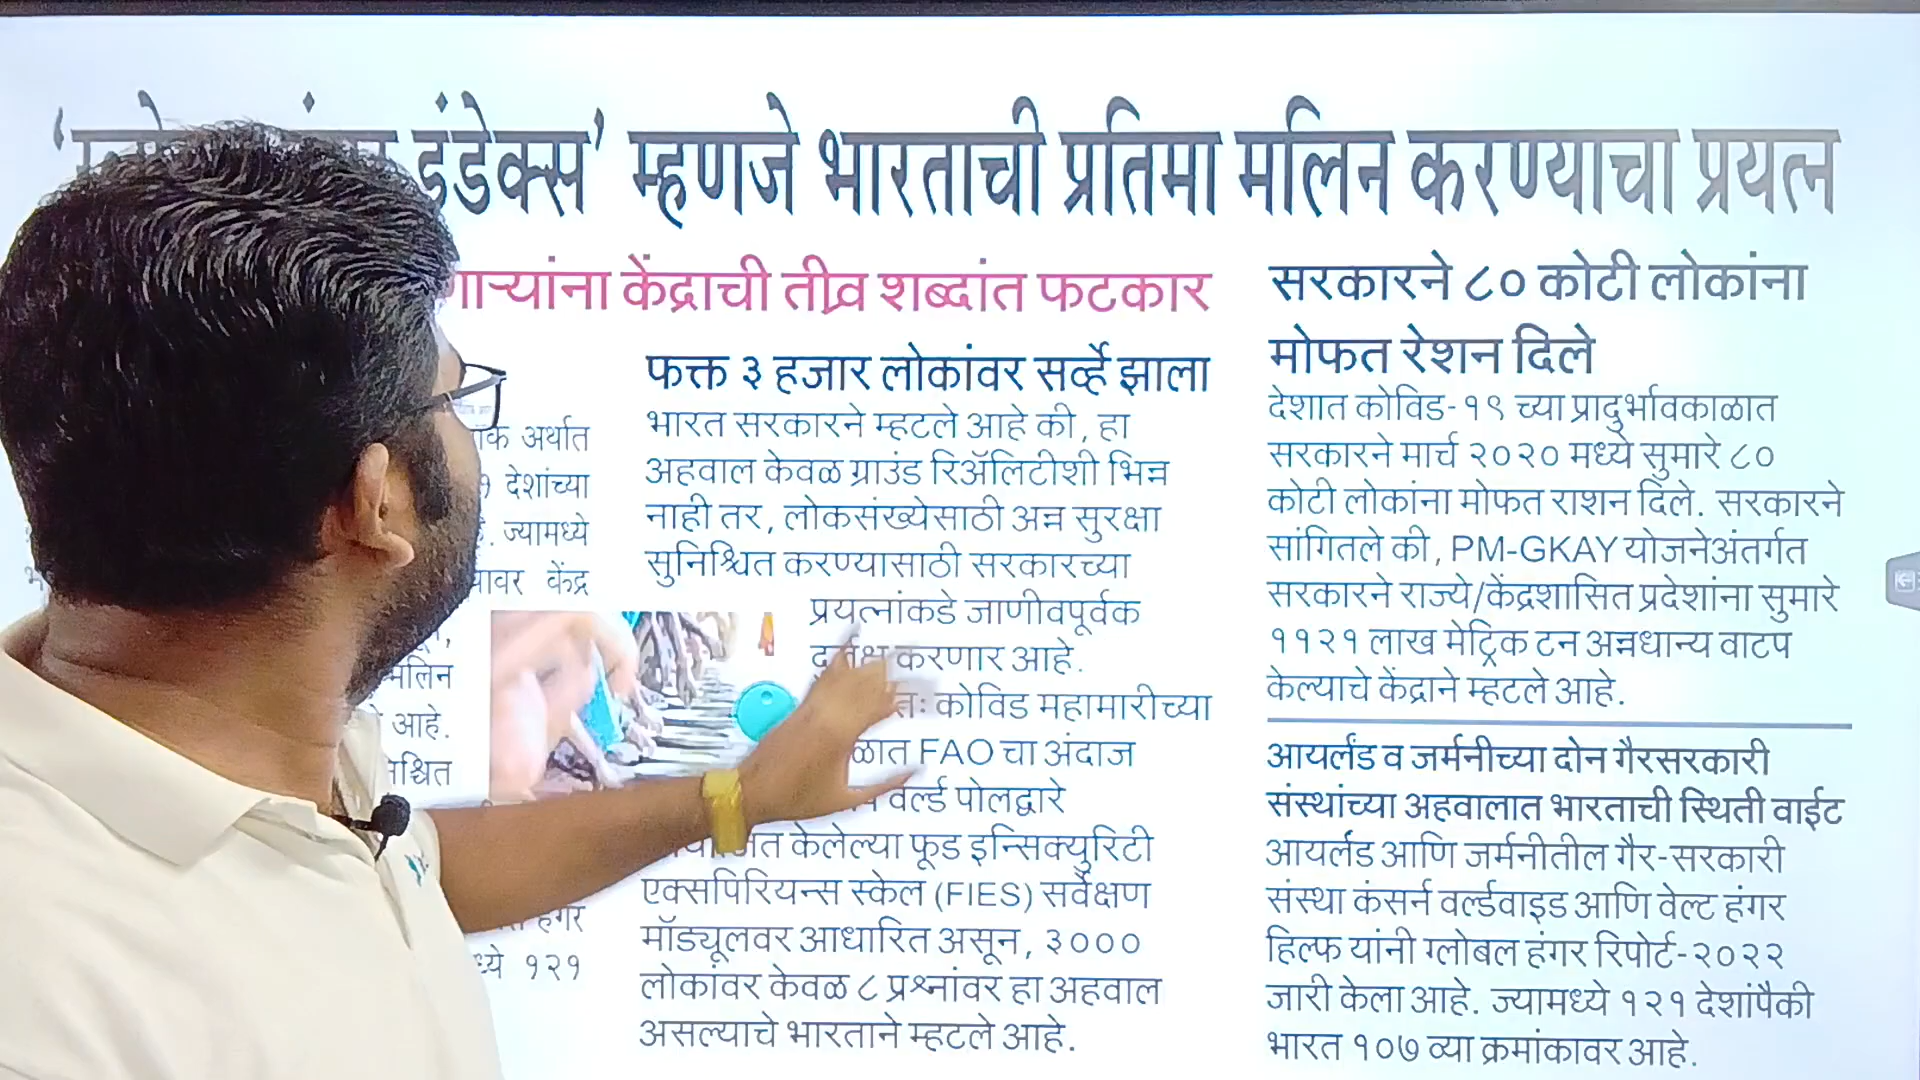 इंडेक्स' म्हणजे भारताची प्रतिमा मलिन करण्याचा प्रयत्न
केंद्राची तीव्र शब्दांत फटकार
अर्थात
देशांच्या
ज्यामध्ये
केंद्र
मलिन
आहे.
१२१
फक्त ३ हजार लोकांवर सर्व्हे झाला
भारत सरकारने म्हटले आहे की, हा
अहवाल केवळ ग्राउंड रिॲलिटीशी भिन्न
नाही तर, लोकसंख्येसाठी अन्न सुरक्षा
सुनिश्चित करण्यासाठी सरकारच्या
प्रयत्नांकडे जाणीवपूर्वक
करणार आहे.
कोविड महामारीच्या
FAO चा अंदाज
वर्ल्ड पोलद्वारे
केलेल्या फूड इन्सिक्युरिटी
एक्सपिरियन्स स्केल (FIES) सर्वेक्षण
मॉड्यूलवर आधारित असून, ३०००
लोकांवर केवळ ८ प्रश्नांवर हा अहवाल
असल्याचे भारताने म्हटले आहे.
सरकारने ८० कोटी लोकांना
मोफत रेशन दिले
देशात कोविड-१९ च्या प्रादुर्भावकाळात
सरकारने मार्च २०२० मध्ये सुमारे ८०
कोटी लोकांना मोफत राशन दिले. सरकारने
सांगितले की, PM-GKAY योजनेअंतर्गत
सरकारने राज्ये/केंद्रशासित प्रदेशांना सुमारे
११२१ लाख मेट्रिक टन अन्नधान्य वाटप
केल्याचे केंद्राने म्हटले आहे.
आयर्लंड व जर्मनीच्या दोन गैरसरकारी
संस्थांच्या अहवालात भारताची स्थिती वाईट
आयर्लंड आणि जर्मनीतील गैर-सरकारी
संस्था कंसर्न वर्ल्डवाइड आणि वेल्ट हंगर
हिल्फ यांनी ग्लोबल हंगर रिपोर्ट-२०२२
जारी केला आहे. ज्यामध्ये १२१ देशांपैकी
भारत १०७ व्या क्रमांकावर आहे.